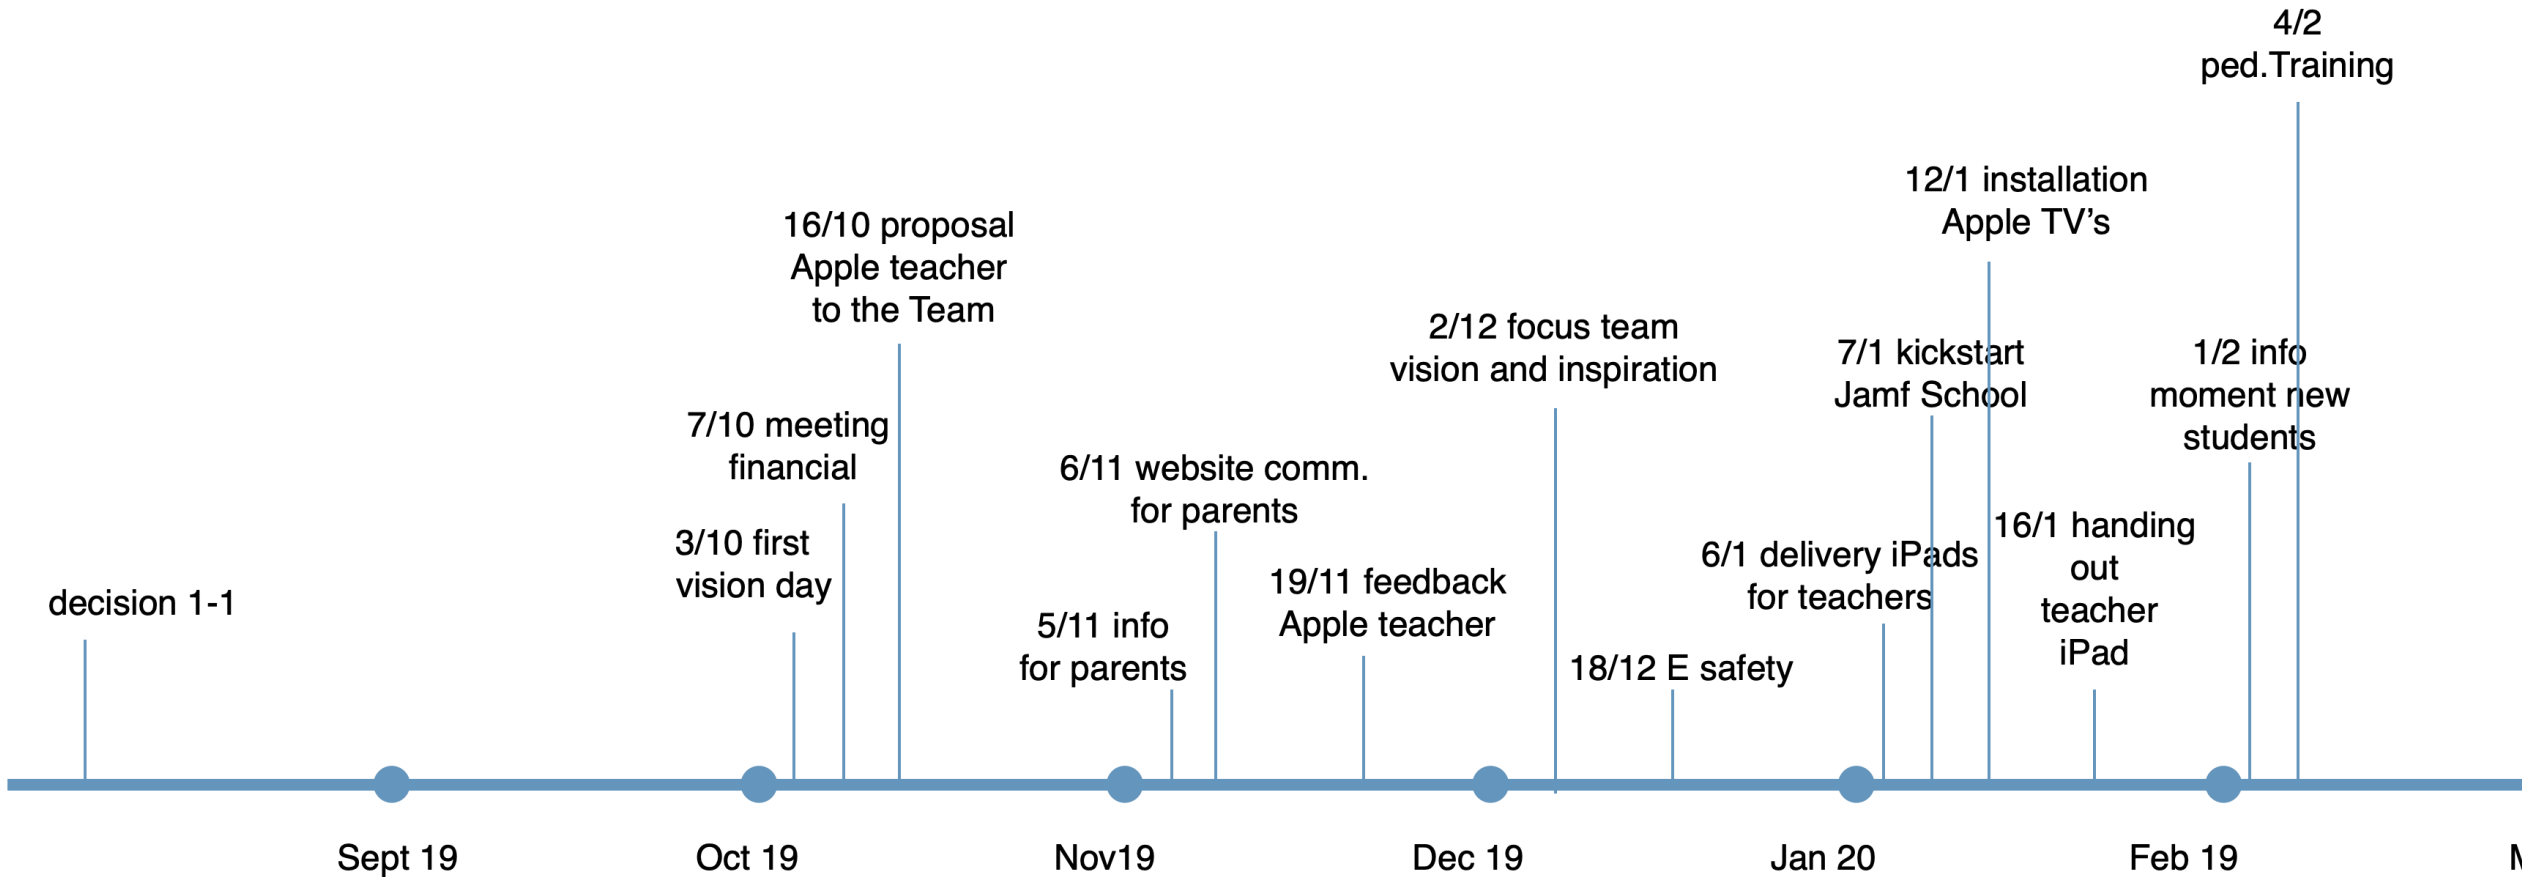 4/2
ped.Training
12/1 installation
Apple TV’s
16/10 proposal
Apple teacher
to the Team
2/12 focus team
vision and inspiration
7/1 kickstart
Jamf School
1/2 info
moment new
students
7/10 meeting
financial
6/11 website comm.
for parents
16/1 handing
out
teacher
iPad
3/10 first
vision day
6/1 delivery iPads
for teachers
19/11 feedback
Apple teacher
decision 1-1
5/11 info
for parents
18/12 E safety
Sept 19
Oct 19
Nov19
Dec 19
Jan 20
Feb 19